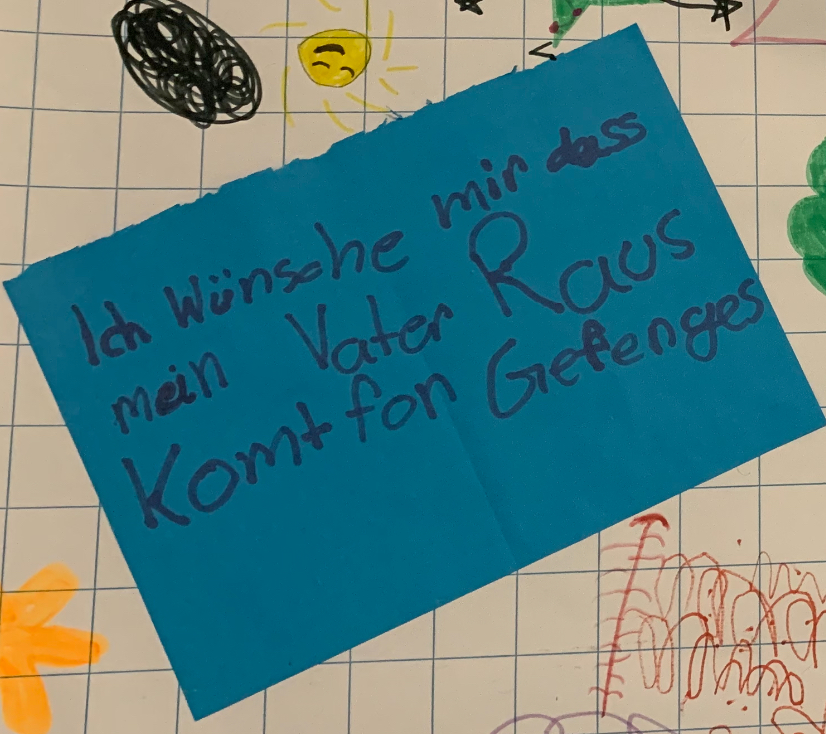 Ich Wünsche mir dass
mein Vater Raus
Komt fon Gefenges